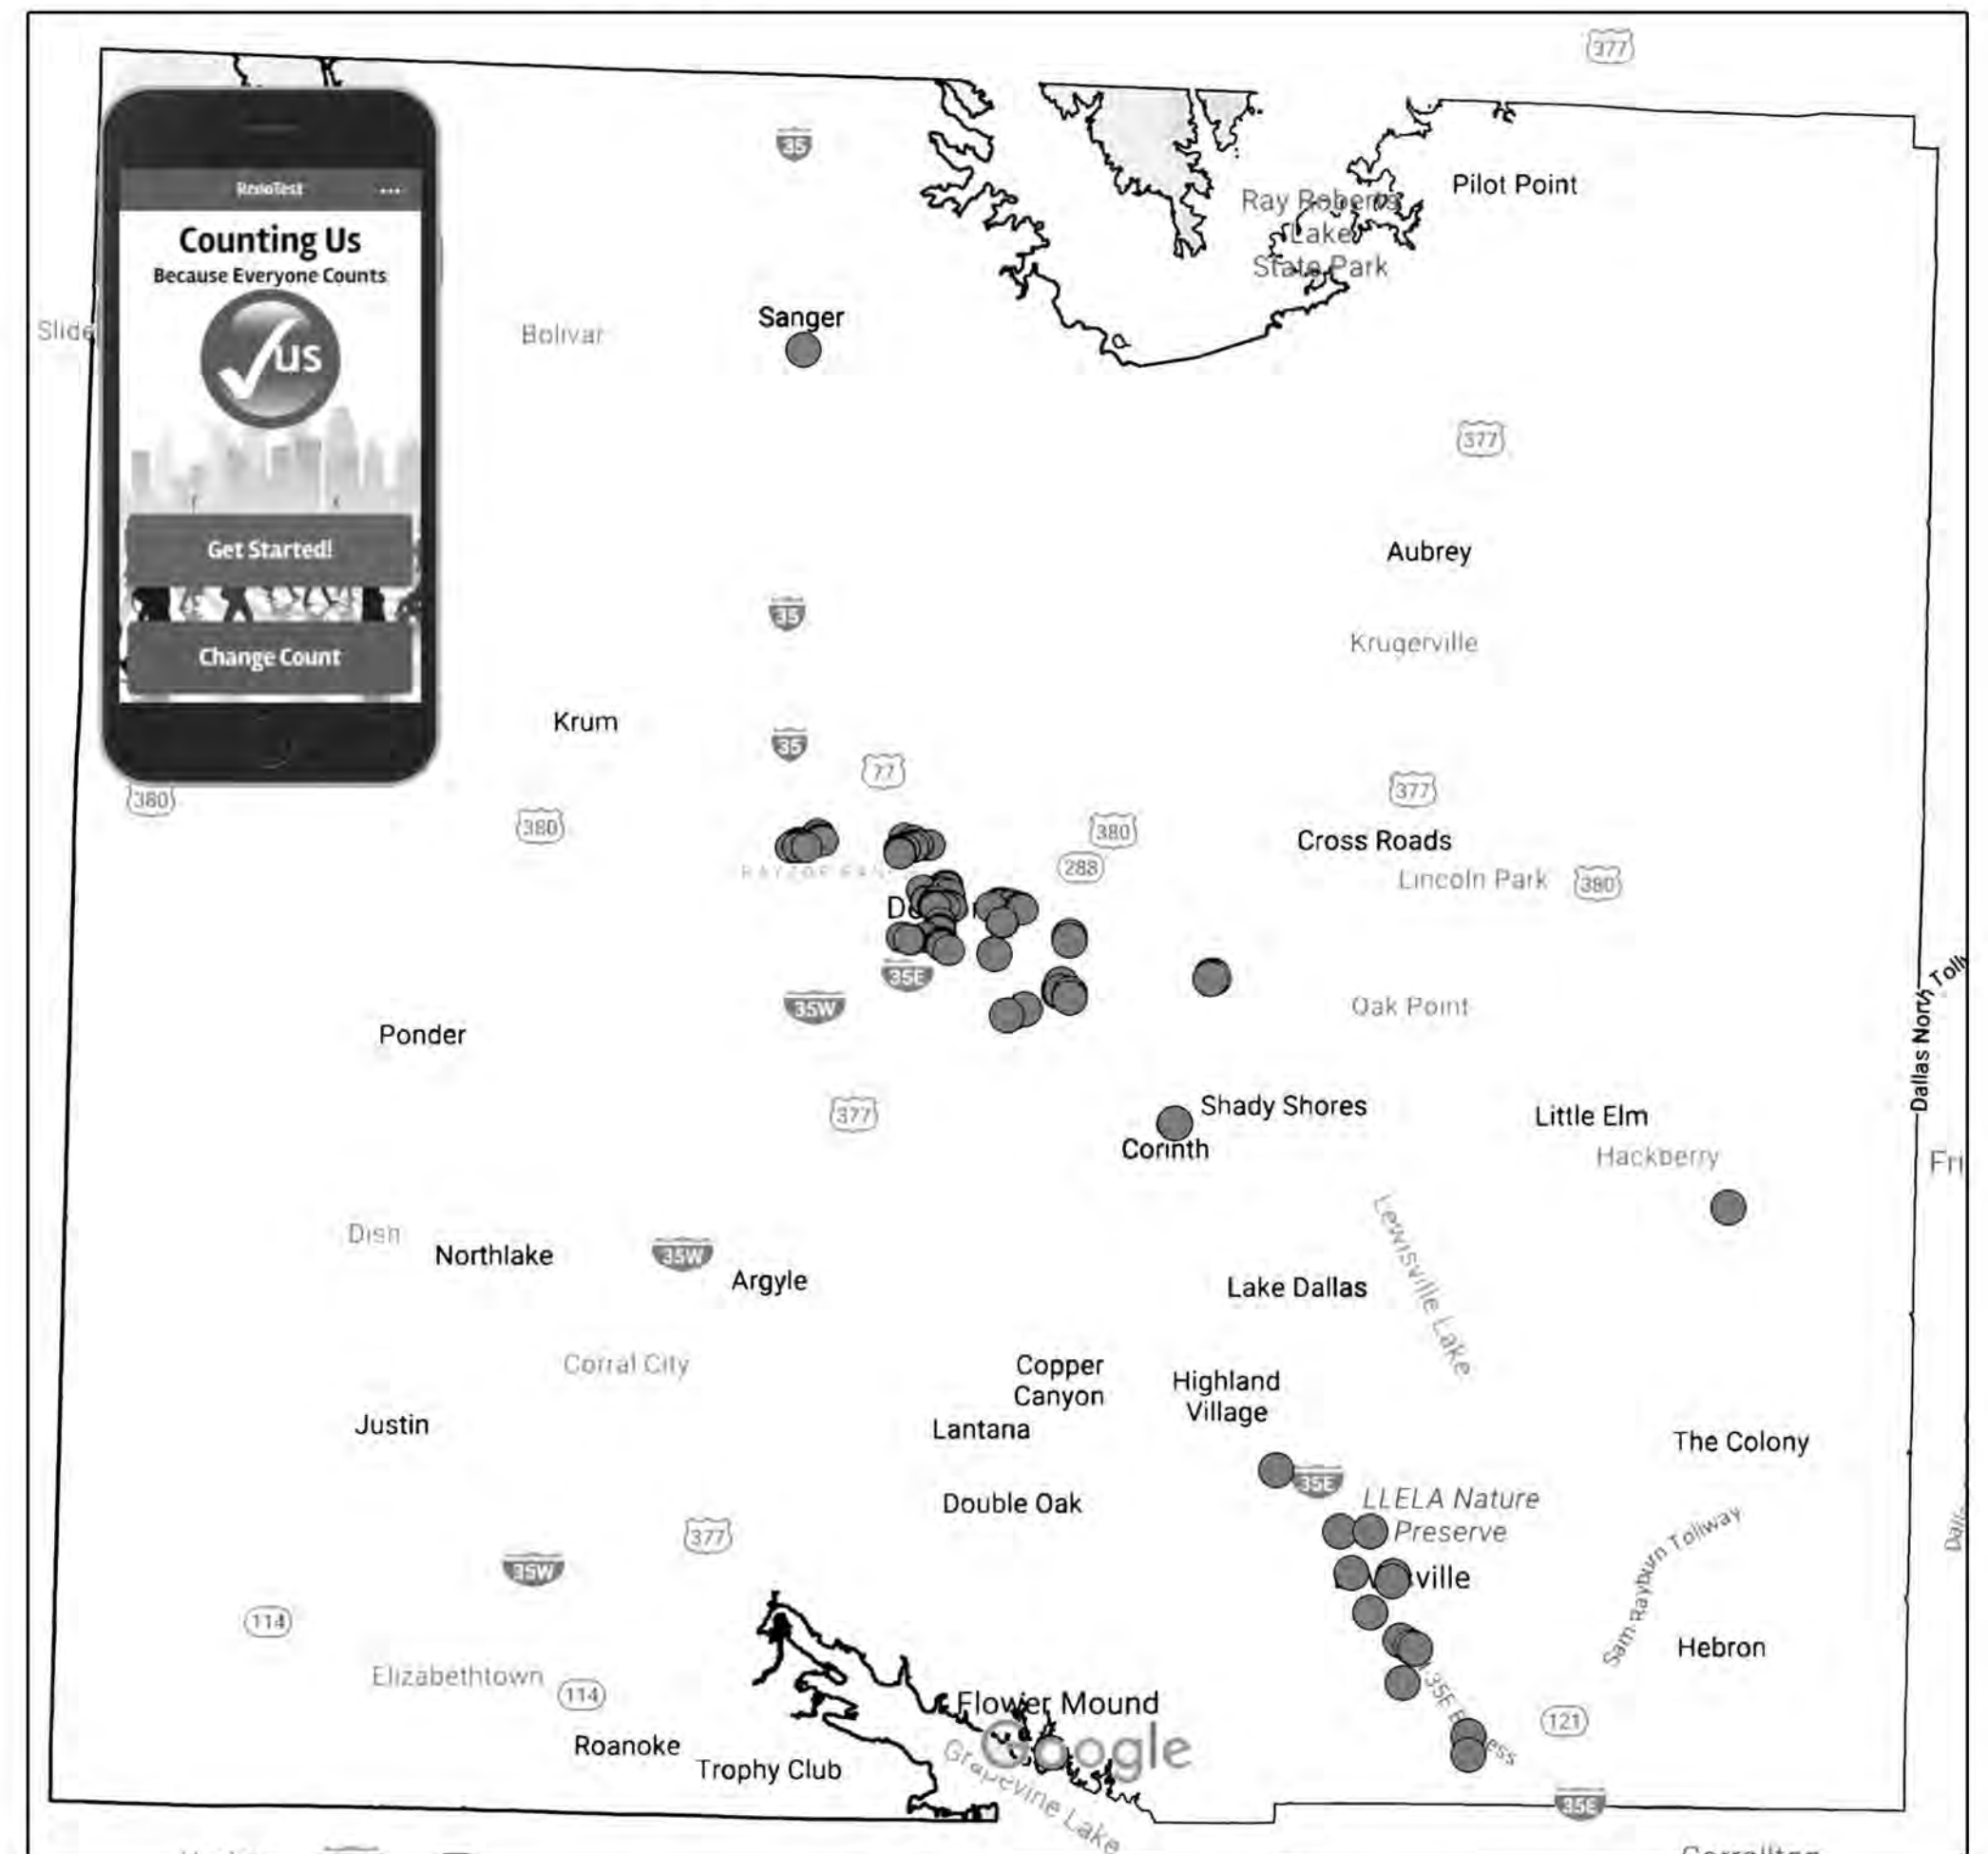 377
35
Pilot Point
RedoTest
Ray Roberts
Lake
State Park
Counting Us
Because Everyone Counts
Sanger
Slide
Bolivar
us
377
Get Started!
Aubrey
35
Krugerville
Change Count
Krum
35
77
377
380
380
380
Cross Roads
288
Lincoln Park
380
35E
35W
Oak Point
Dallas North Toll
Ponder
377
Shady Shores
Little Elm
Corinth
Hackberry
Fri
Dish
Northlake
35W
Argyle
Lake Dallas
Lewisville Lake
Corral City
Copper
Canyon
Highland
Village
Justin
Lantana
The Colony
35E
LLELA Nature
Preserve
Double Oak
Sam Rayburn Tollway
377
35W
ville
114
Hebron
Elizabethtown
114
35E B
ess
121
Flower Mound
Google
Roanoke
Trophy Club
Grapevine Lake
35E